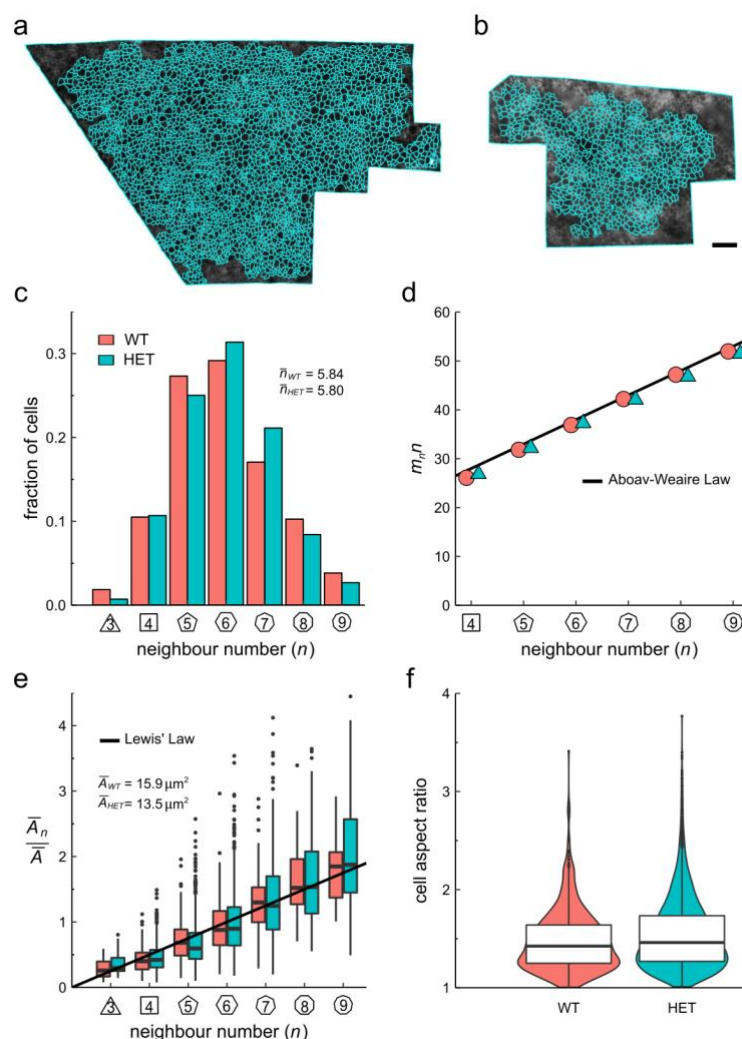 a
b
c
WT
HET
n̄WT = 5.84
n̄HET = 5.80
fraction of cells
0.3
0.2
0.1
0.0
3 4 5 6 7 8 9
neighbour number (n)
d
mnn
60
50
40
30
20
10
0
Aboav-Weaire Law
4 5 6 7 8 9
neighbour number (n)
e
Lewis' Law
ĀWT = 15.9 μm²
ĀHET = 13.5 μm²
Ān
Ā
4
3
2
1
0
3 4 5 6 7 8 9
neighbour number (n)
f
cell aspect ratio
4
3
2
1
WT HET